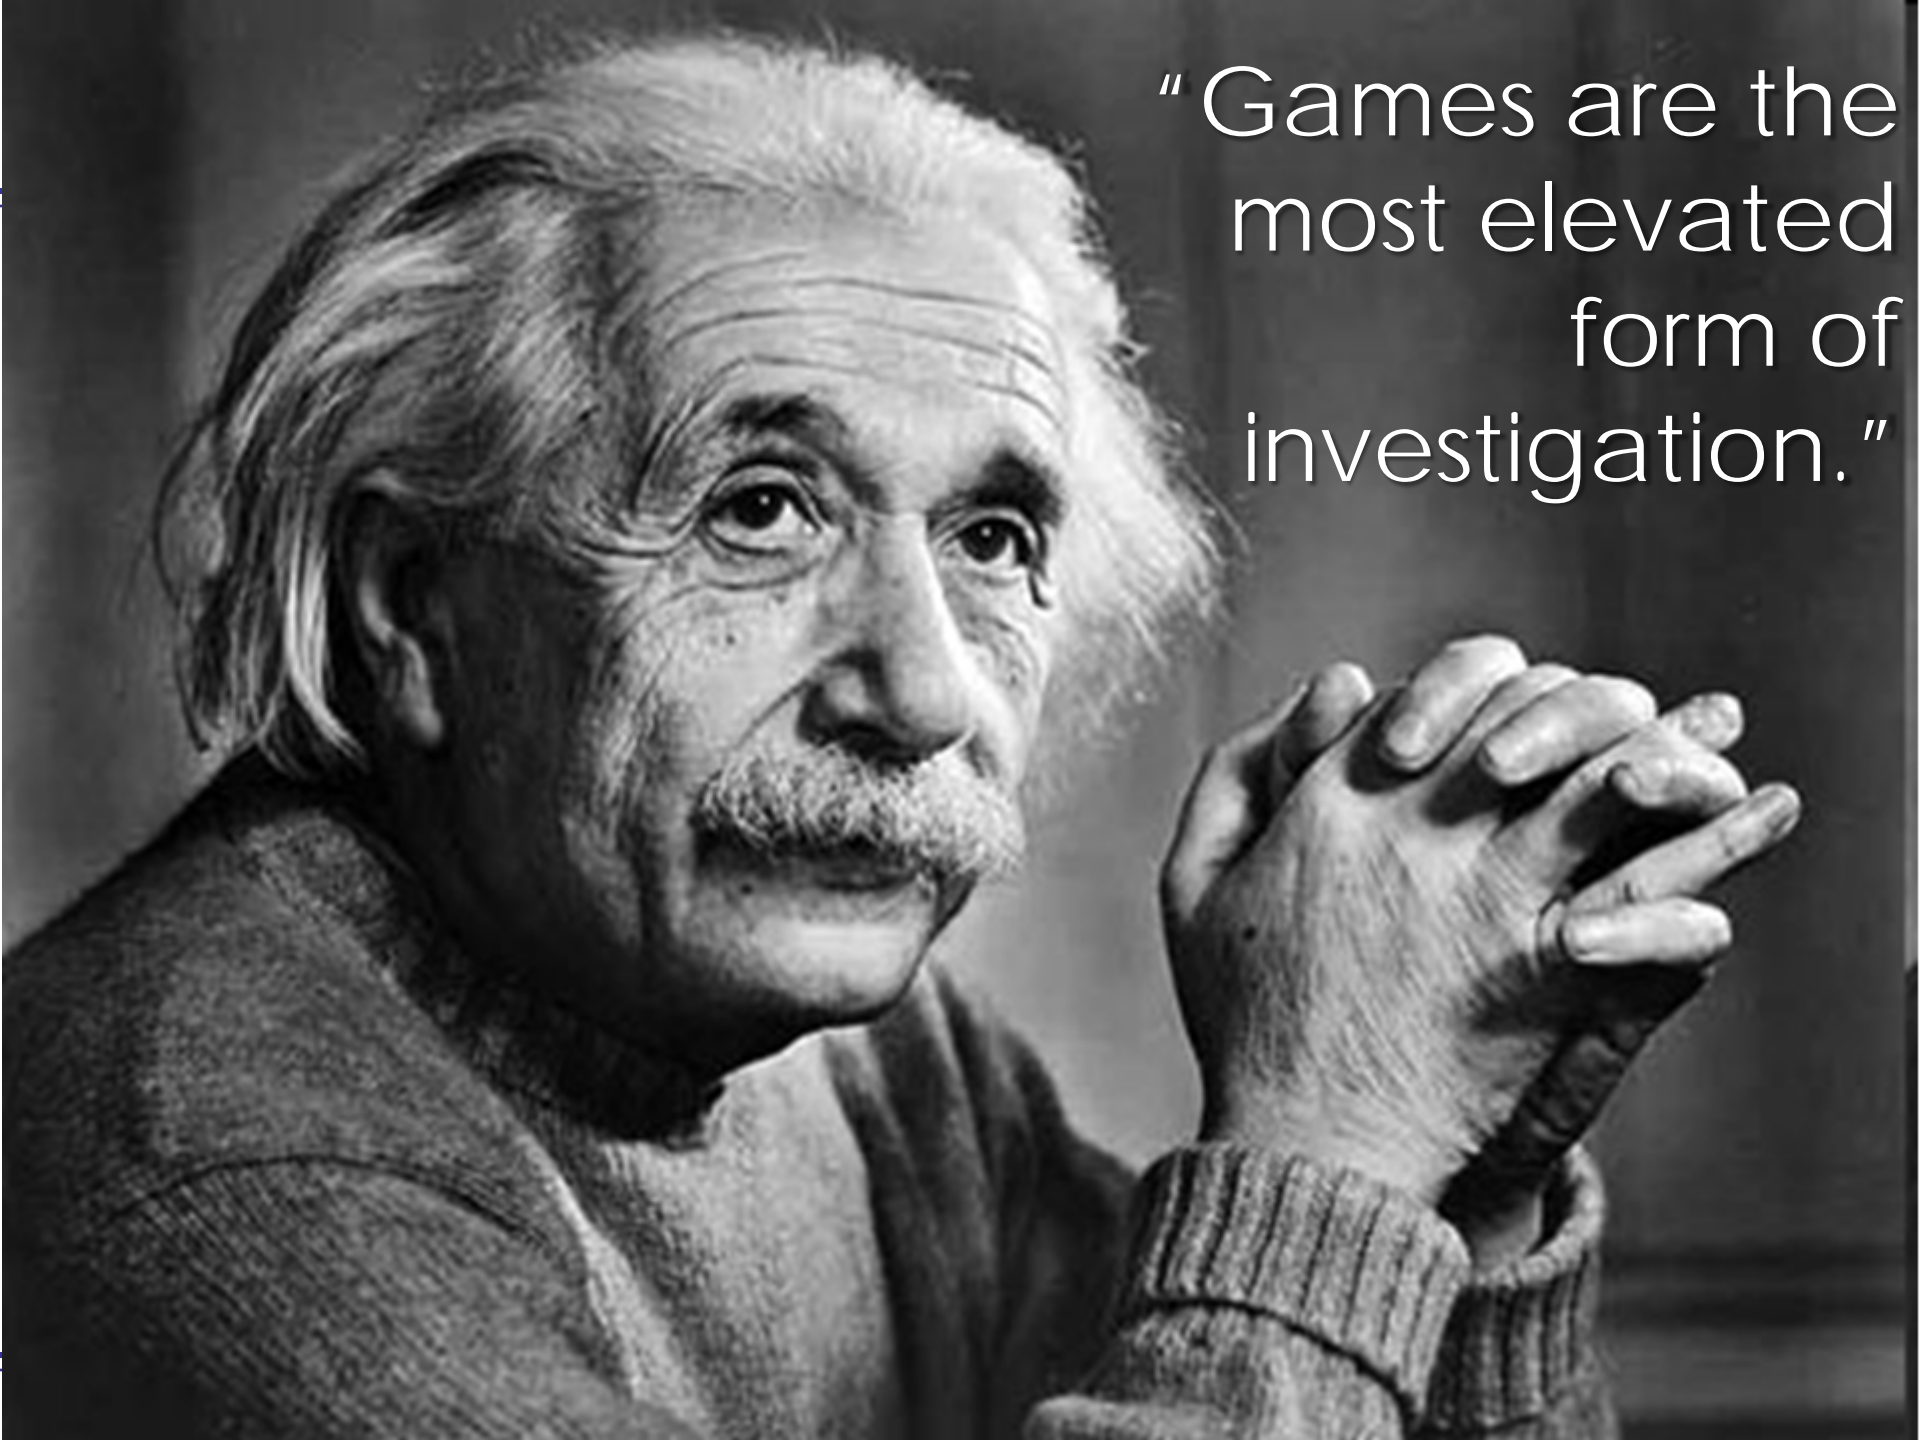 “Games are the
most elevated
form of
investigation.”